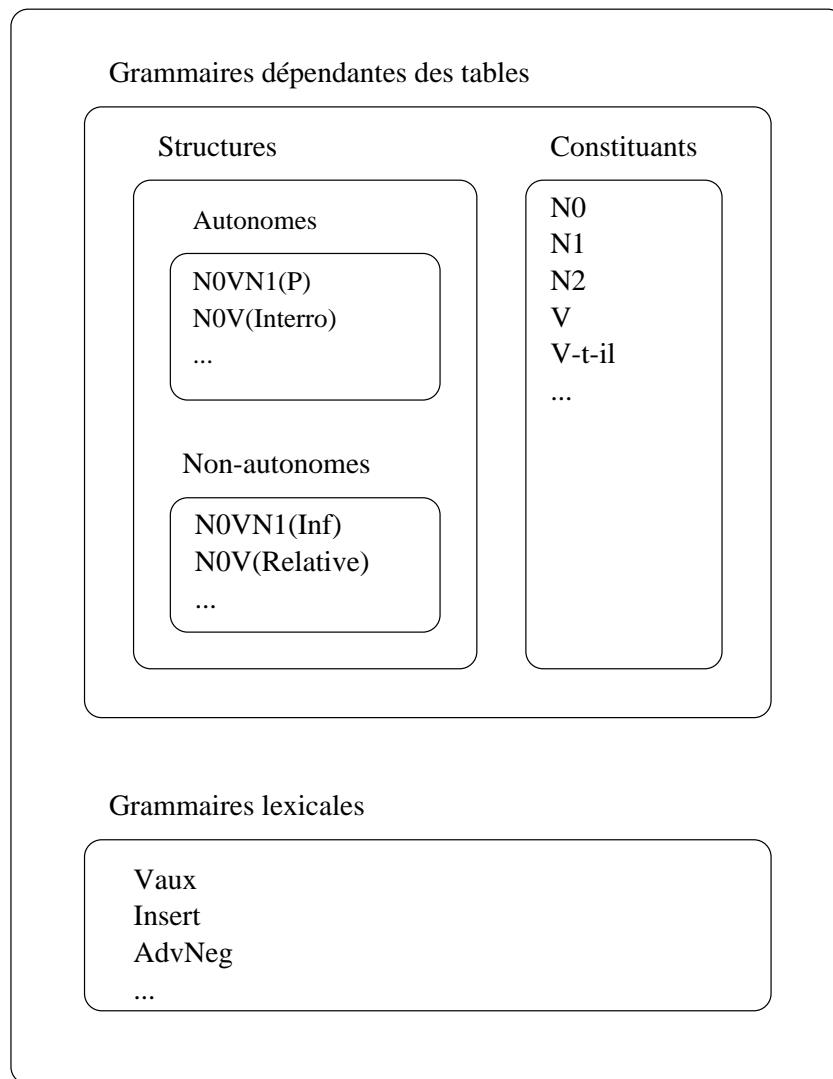 Grammaires dépendantes des tables
Structures
Autonomes
N0VN1(P)
N0V(Interro)
...
Non-autonomes
N0VN1(Inf)
N0V(Relative)
...
Constituants
N0
N1
N2
V
V-t-il
...
Grammaires lexicales
Vaux
Insert
AdvNeg
...